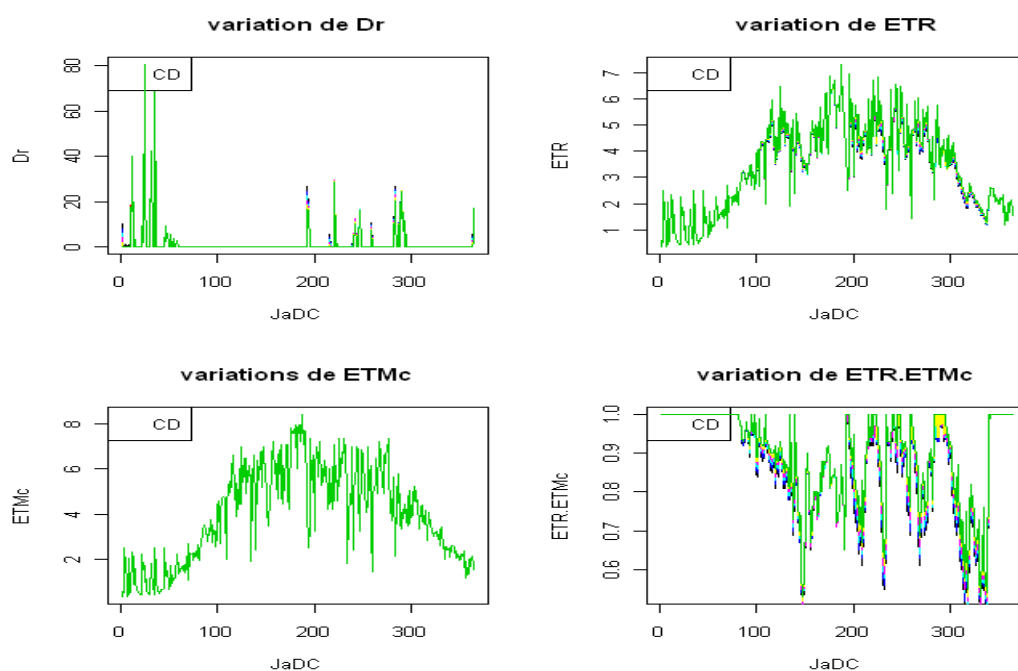 variation de Dr
CD
Dr
0 20 40 60 80
0 100 200 300
JaDC
variation de ETR
CD
ETR
1 2 3 4 5 6 7
0 100 200 300
JaDC
variations de ETMc
CD
ETMc
2 4 6 8
0 100 200 300
JaDC
variation de ETR.ETMc
CD
ETR.ETMc
0.6 0.7 0.8 0.9 1.0
0 100 200 300
JaDC